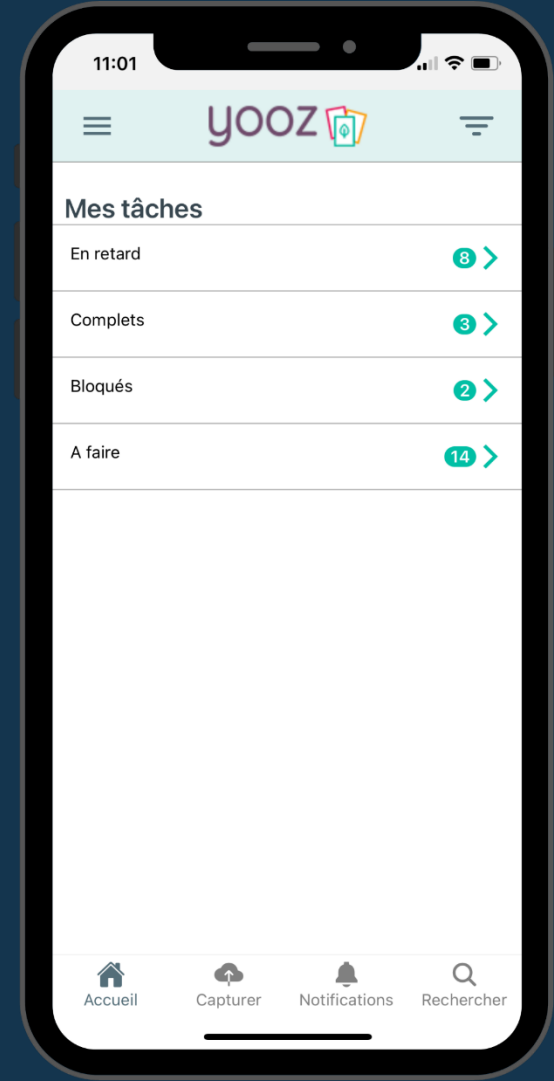 11:01
yooz
Mes tâches
En retard
8
Complets
3
Bloqués
2
A faire
14
Accueil
Capturer
Notifications
Rechercher